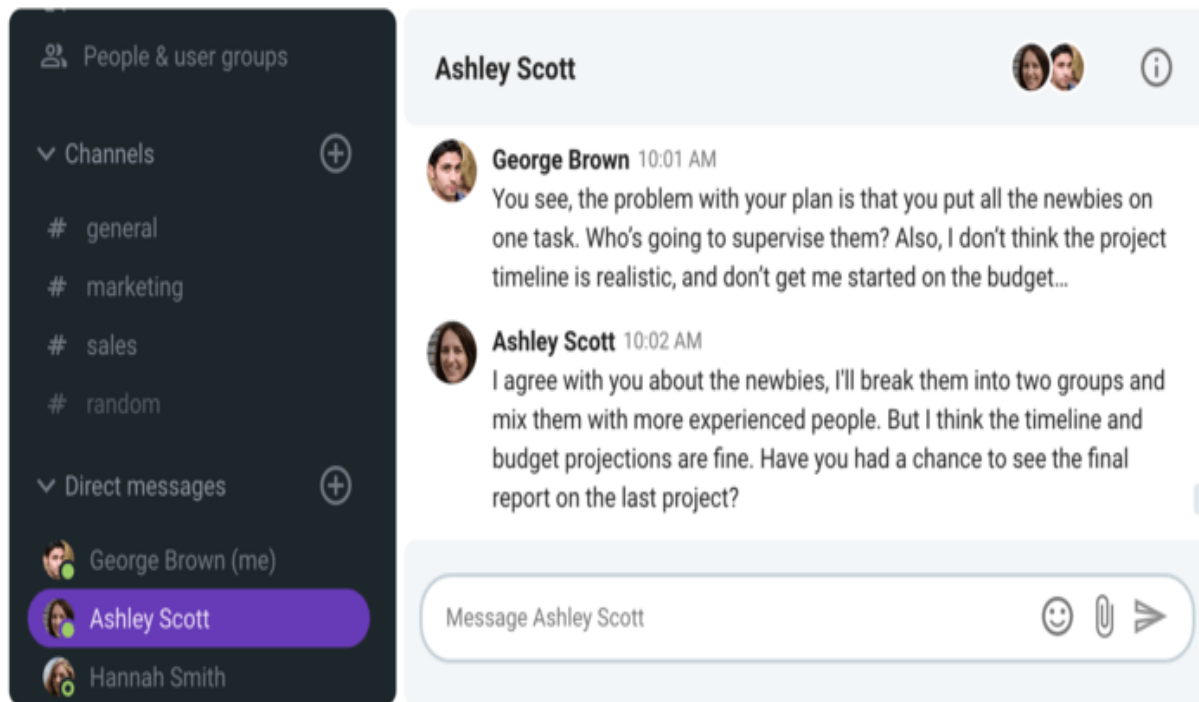 People & user groups
Channels
# general
# marketing
# sales
# random
Direct messages
George Brown (me)
Ashley Scott
Hannah Smith
Ashley Scott
George Brown 10:01 AM
You see, the problem with your plan is that you put all the newbies on
one task. Who’s going to supervise them? Also, I don’t think the project
timeline is realistic, and don’t get me started on the budget…
Ashley Scott 10:02 AM
I agree with you about the newbies, I'll break them into two groups and
mix them with more experienced people. But I think the timeline and
budget projections are fine. Have you had a chance to see the final
report on the last project?
Message Ashley Scott